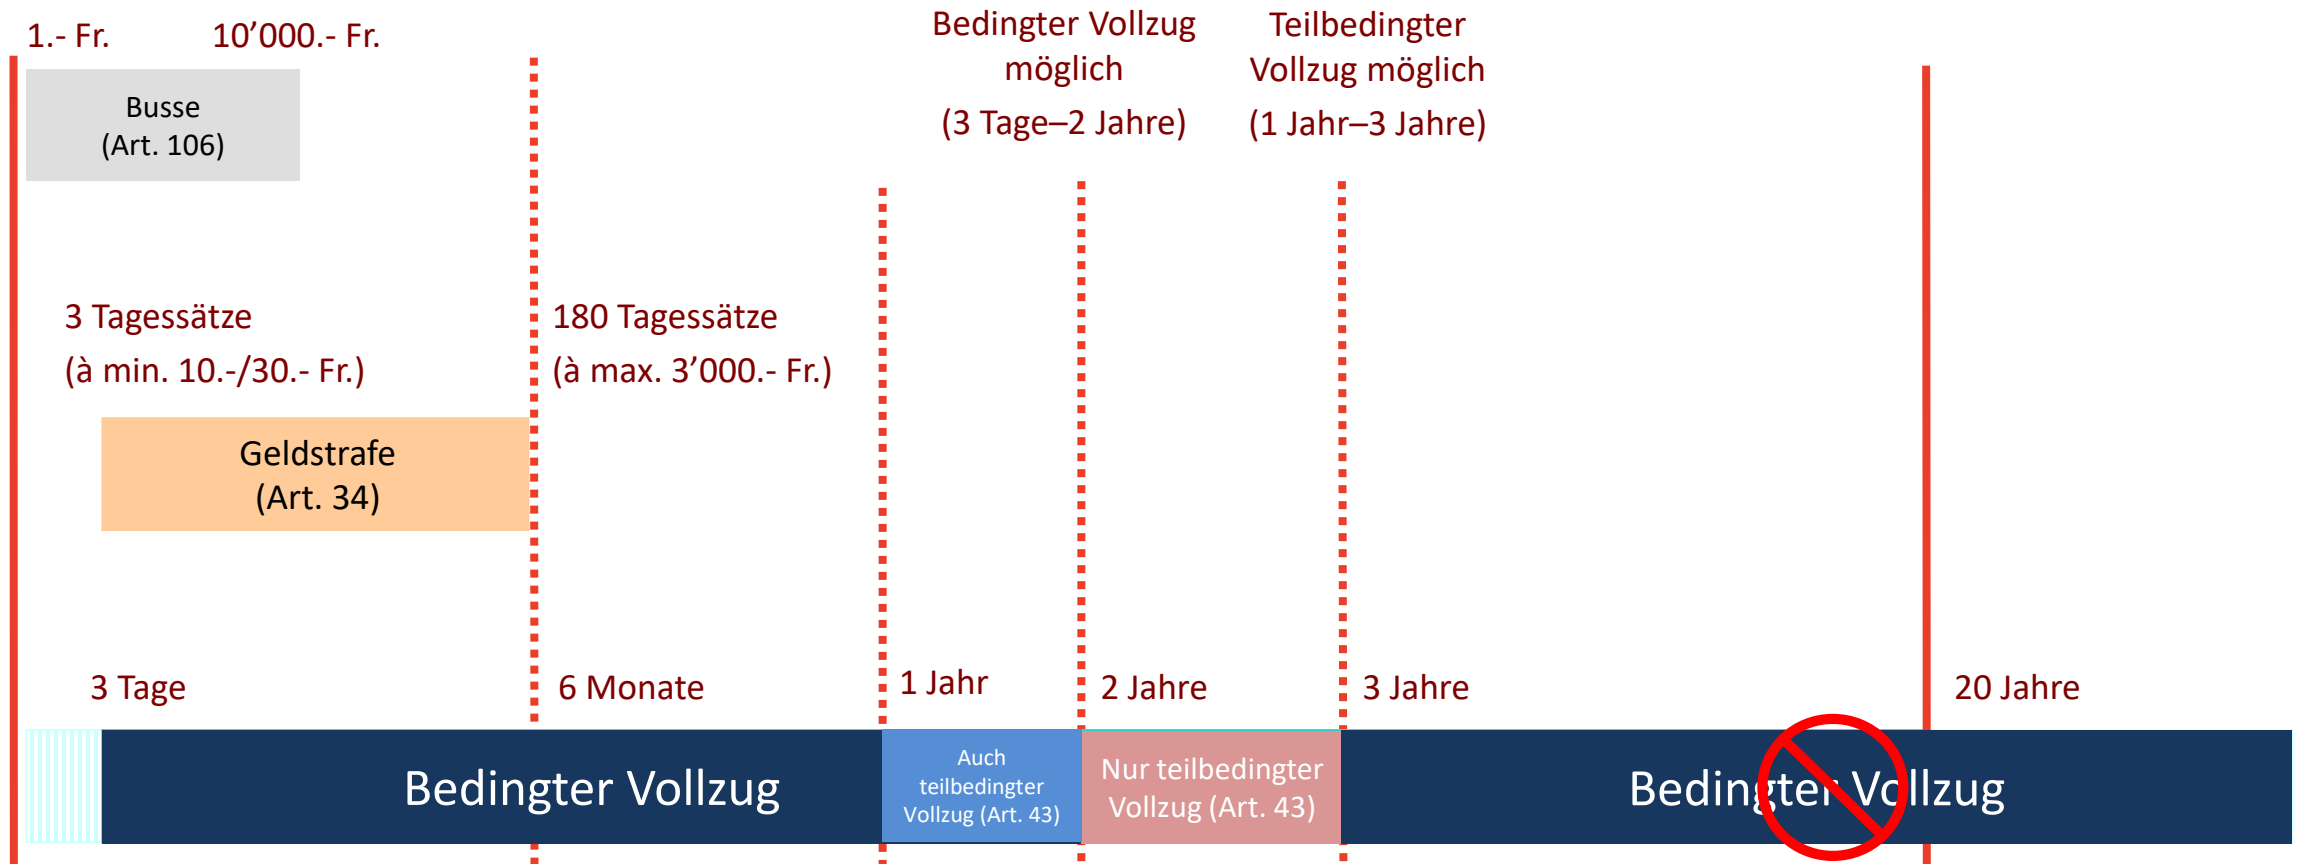 1.- Fr.
10’000.- Fr.
Bedingter Vollzug
möglich
(3 Tage–2 Jahre)
Teilbedingter
Vollzug möglich
(1 Jahr–3 Jahre)
Busse
(Art. 106)
3 Tagessätze
(à min. 10.-/30.- Fr.)
180 Tagessätze
(à max. 3’000.- Fr.)
Geldstrafe
(Art. 34)
3 Tage
6 Monate
1 Jahr
2 Jahre
3 Jahre
20 Jahre
Bedingter Vollzug
Auch
teilbedingter
Vollzug (Art. 43)
Nur teilbedingter
Vollzug (Art. 43)
Bedingter Vollzug